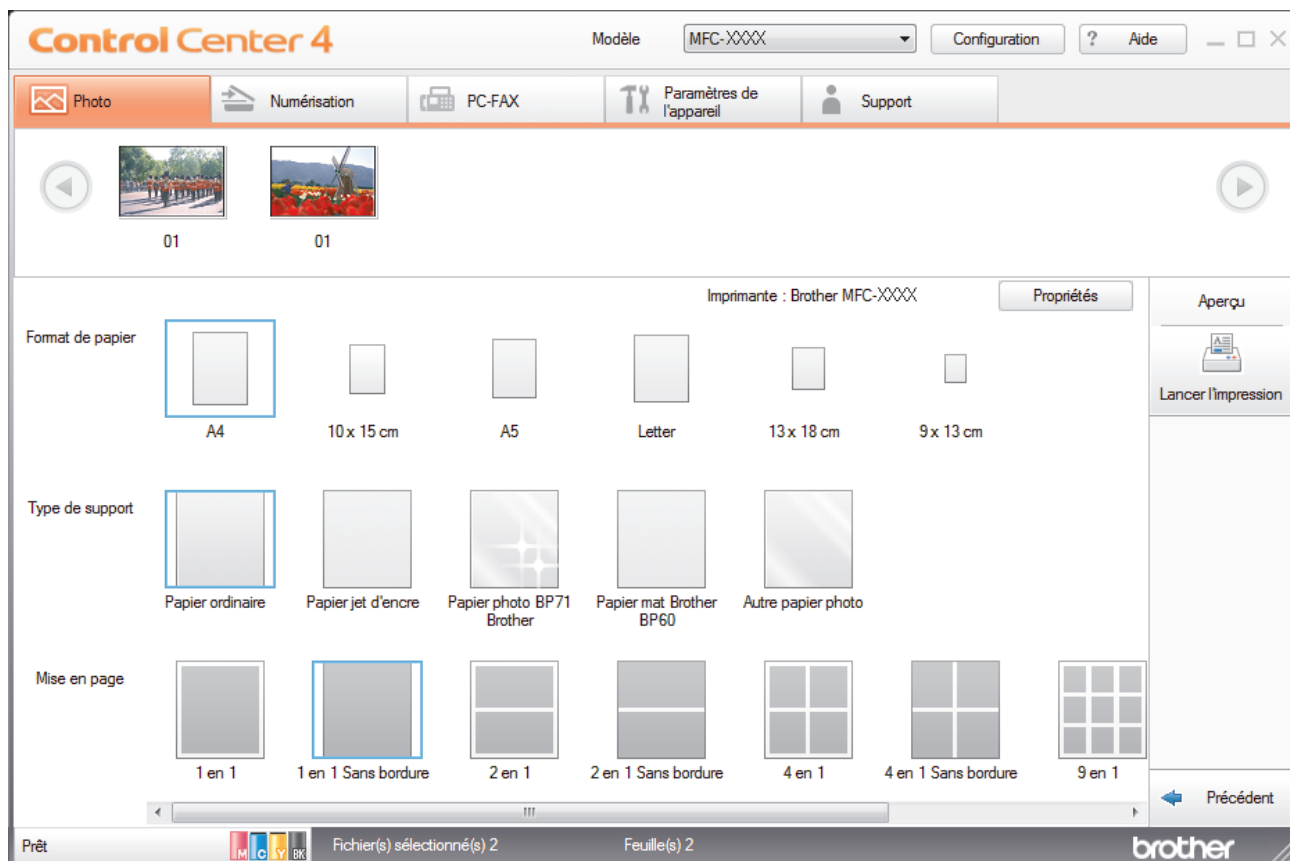 Control Center 4
Modèle
MFC-XXXX
Configuration
? Aide
Photo
Numérisation
PC-FAX
Paramètres de
l'appareil
Support
01
01
Imprimante : Brother MFC-XXXX
Propriétés
Aperçu
Lancer l'impression
Format de papier
A4
10 x 15 cm
A5
Letter
13 x 18 cm
9 x 13 cm
Type de support
Papier ordinaire
Papier jet d'encre
Papier photo BP71
Brother
Papier mat Brother
BP60
Autre papier photo
Mise en page
1 en 1
1 en 1 Sans bordure
2 en 1
2 en 1 Sans bordure
4 en 1
4 en 1 Sans bordure
9 en 1
Précédent
Prêt
M C Y BK
Fichier(s) sélectionné(s) 2
Feuille(s) 2
brother